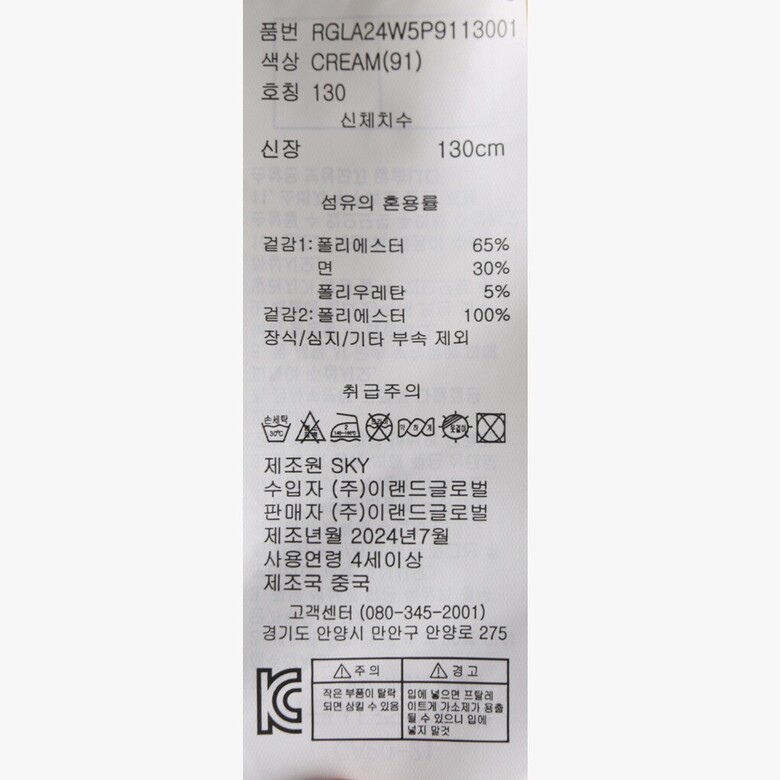 품번 RGLA24W5P9113001
색상 CREAM(91)
호칭 130
신체치수
신장 130cm
섬유의 혼용률
겉감1: 폴리에스터 65%
면 30%
폴리우레탄 5%
겉감2: 폴리에스터 100%
장식/심지/기타 부속 제외
취급주의
손세탁 30℃ 약하게 옷걸이
제조원 SKY
수입자 (주)이랜드글로벌
판매자 (주)이랜드글로벌
제조년월 2024년7월
사용연령 4세이상
제조국 중국
고객센터 (080-345-2001)
경기도 안양시 만안구 안양로 275
주의
작은 부품이 탈락
되면 삼킬 수 있음
경고
입에 넣으면 프탈레
이트계 가소제가 용출
될 수 있으니 입에
넣지 말것